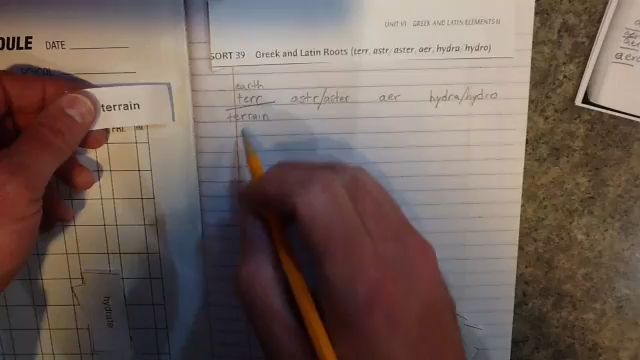 DULE DATE
UNIT VI GREEK AND LATIN ELEMENTS II
SORT 39 Greek and Latin Roots (terr, astr/aster, aer, hydra/hydro)
earth
terr astr/aster aer hydra/hydro
terrain
terrain
FRI.
hydrate